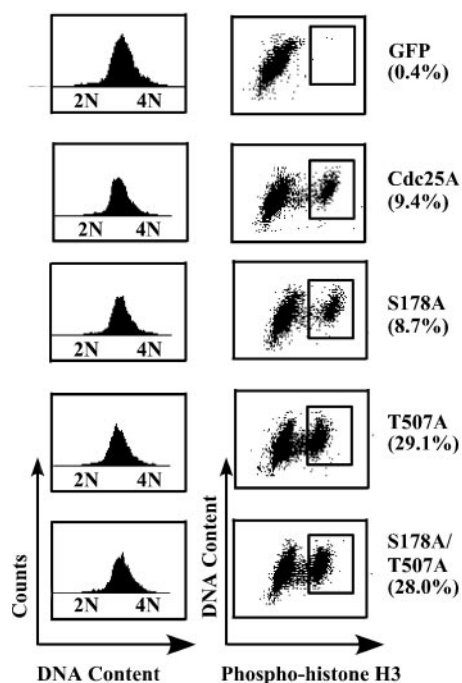 GFP
(0.4%)
2N 4N
Cdc25A
(9.4%)
2N 4N
S178A
(8.7%)
2N 4N
T507A
(29.1%)
2N 4N
S178A/
T507A
(28.0%)
2N 4N
Counts
DNA Content
DNA Content
Phospho-histone H3